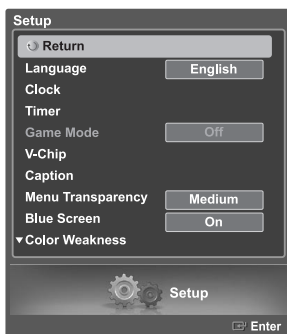 Setup
Return
Language English
Clock
Timer
Game Mode Off
V-Chip
Caption
Menu Transparency Medium
Blue Screen On
▼Color Weakness
Setup
Enter